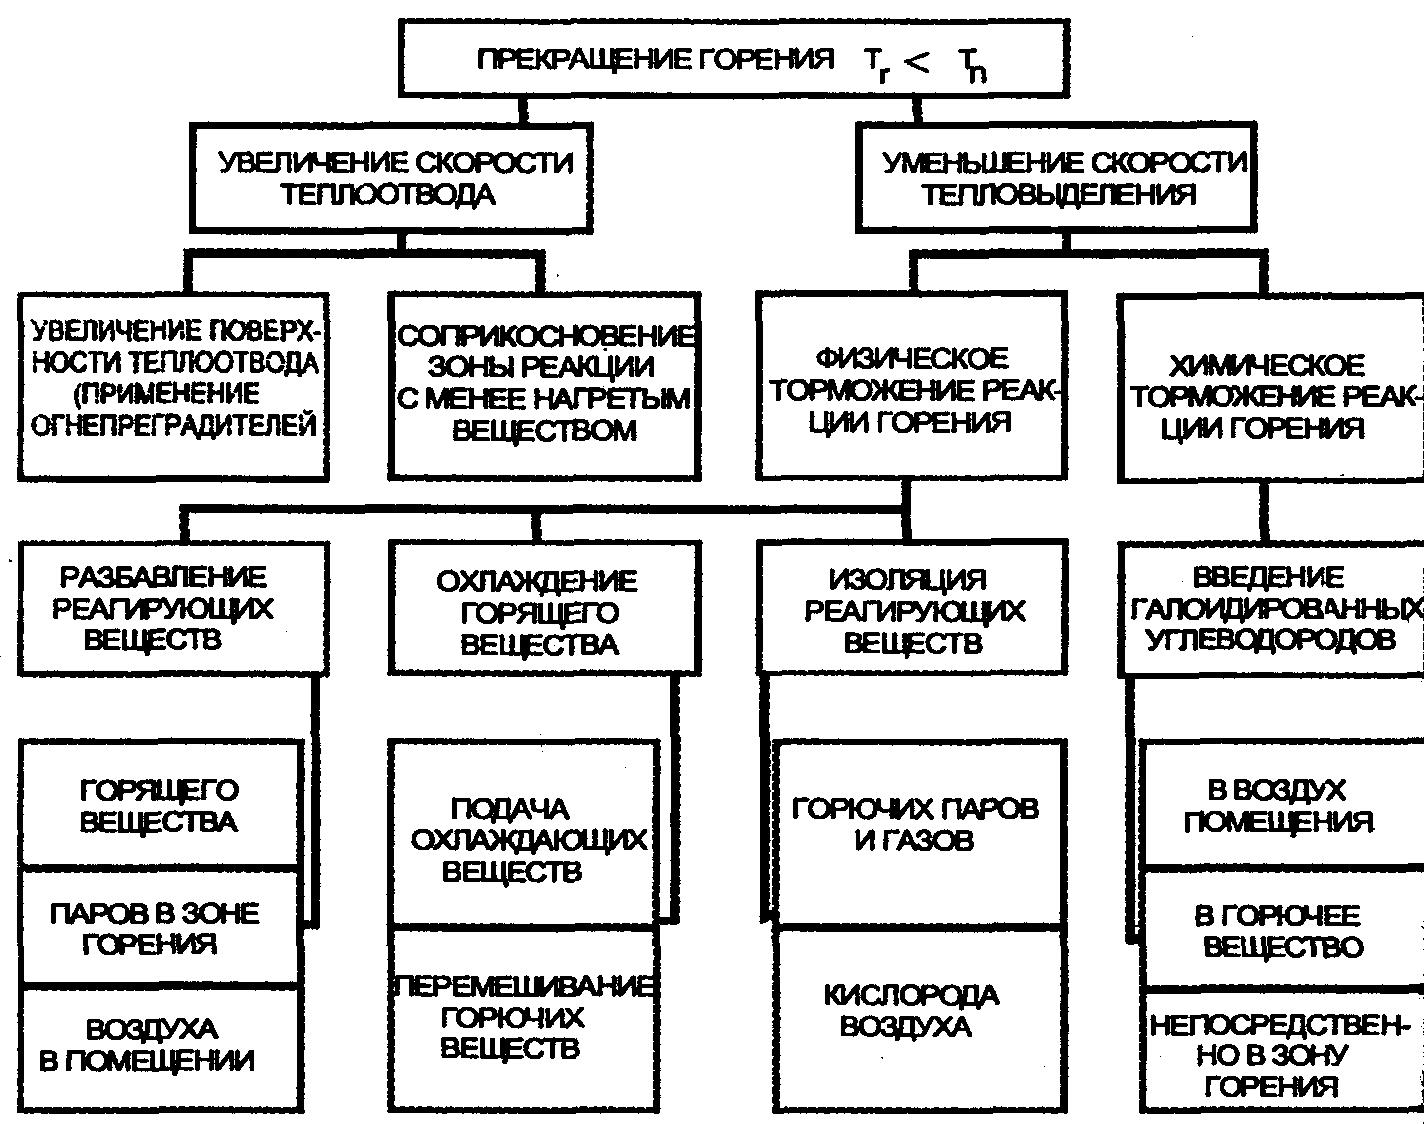 ПРЕКРАЩЕНИЕ ГОРЕНИЯ Tr < Tn
УВЕЛИЧЕНИЕ СКОРОСТИ
ТЕПЛООТВОДА
УМЕНЬШЕНИЕ СКОРОСТИ
ТЕПЛОВЫДЕЛЕНИЯ
УВЕЛИЧЕНИЕ ПОВЕРХ-
НОСТИ ТЕПЛООТВОДА
(ПРИМЕНЕНИЕ
ОГНЕПРЕГРАДИТЕЛЕЙ
СОПРИКОСНОВЕНИЕ
ЗОНЫ РЕАКЦИИ
С МЕНЕЕ НАГРЕТЫМ
ВЕЩЕСТВОМ
ФИЗИЧЕСКОЕ
ТОРМОЖЕНИЕ РЕАК-
ЦИИ ГОРЕНИЯ
ХИМИЧЕСКОЕ
ТОРМОЖЕНИЕ РЕАК-
ЦИИ ГОРЕНИЯ
РАЗБАВЛЕНИЕ
РЕАГИРУЮЩИХ
ВЕЩЕСТВ
ОХЛАЖДЕНИЕ
ГОРЯЩЕГО
ВЕЩЕСТВА
ИЗОЛЯЦИЯ
РЕАГИРУЮЩИХ
ВЕЩЕСТВ
ВВЕДЕНИЕ
ГАЛОИДИРОВАННЫХ
УГЛЕВОДОРОДОВ
ГОРЯЩЕГО
ВЕЩЕСТВА
ПАРОВ В ЗОНЕ
ГОРЕНИЯ
ВОЗДУХА
В ПОМЕЩЕНИИ
ПОДАЧА
ОХЛАЖДАЮЩИХ
ВЕЩЕСТВ
ПЕРЕМЕШИВАНИЕ
ГОРЮЧИХ
ВЕЩЕСТВ
ГОРЮЧИХ ПАРОВ
И ГАЗОВ
КИСЛОРОДА
ВОЗДУХА
В ВОЗДУХ
ПОМЕЩЕНИЯ
В ГОРЮЧЕЕ
ВЕЩЕСТВО
НЕПОСРЕДСТВЕН-
НО В ЗОНУ
ГОРЕНИЯ